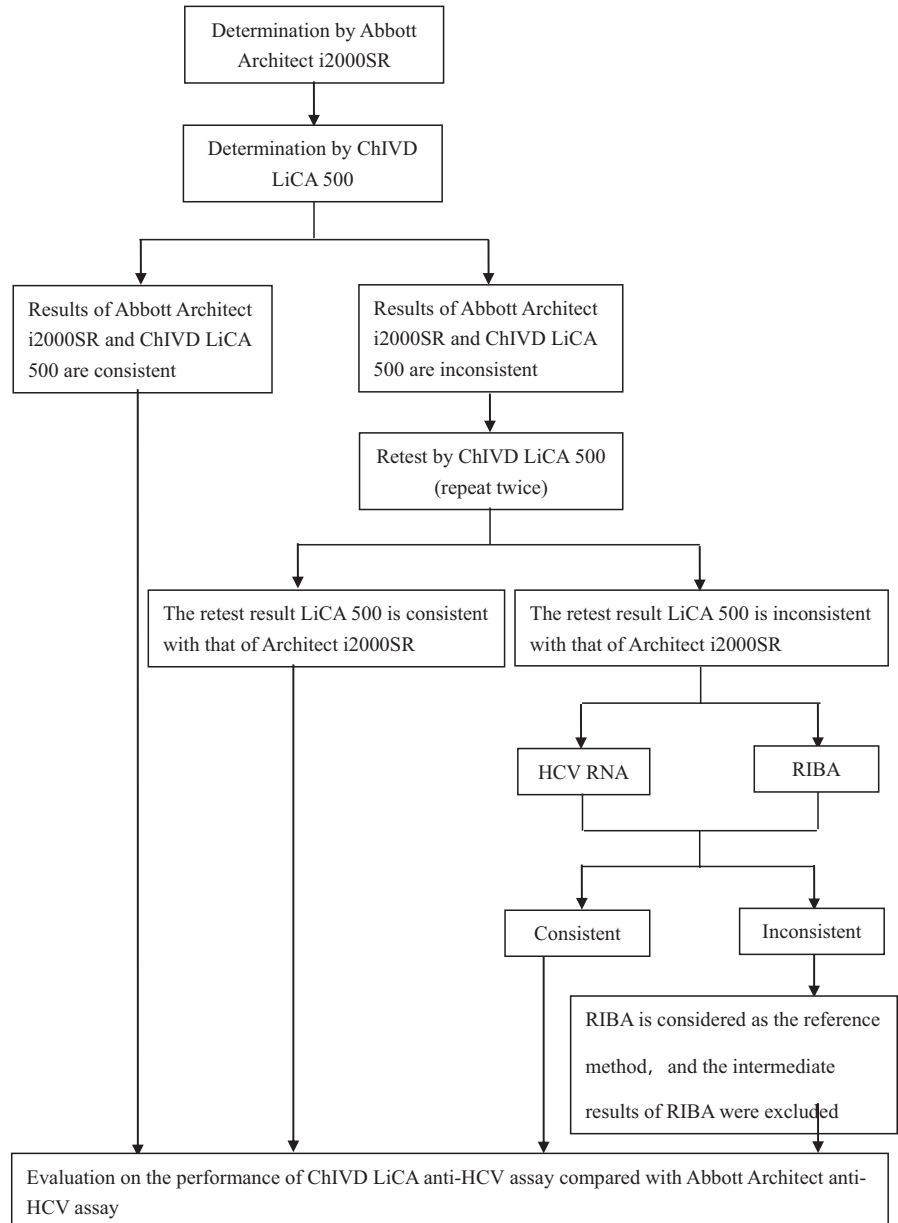 Determination by Abbott
Architect i2000SR
Determination by ChIVD
LiCA 500
Results of Abbott Architect
i2000SR and ChIVD LiCA
500 are consistent
Results of Abbott Architect
i2000SR and ChIVD LiCA
500 are inconsistent
Retest by ChIVD LiCA 500
(repeat twice)
The retest result LiCA 500 is consistent
with that of Architect i2000SR
The retest result LiCA 500 is inconsistent
with that of Architect i2000SR
HCV RNA
RIBA
Consistent
Inconsistent
RIBA is considered as the reference
method， and the intermediate
results of RIBA were excluded
Evaluation on the performance of ChIVD LiCA anti-HCV assay compared with Abbott Architect anti-
HCV assay